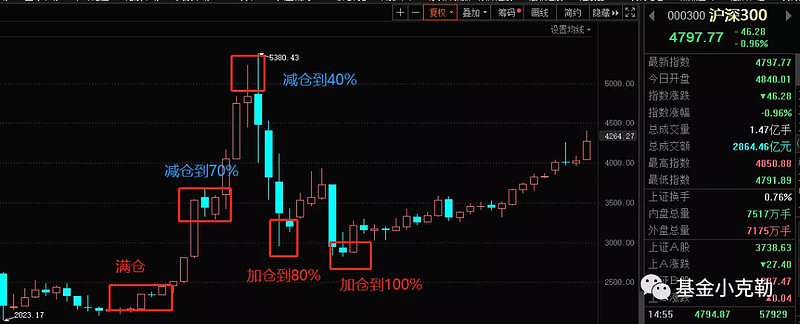 复权 叠加 筹码 画线 简约 隐藏
设置均线
000300 沪深300
4797.77 -46.28 -0.96%
最新指数 4797.77
今日开盘 4840.01
指数涨跌 ▼46.28
指数涨幅 -0.96%
总成交量 1.47亿手
总成交额 2864.46亿元
最高指数 4850.88
最低指数 4791.89
上证换手 0.76%
内盘总量 7517万手
外盘总量 7175万手
上证A股 3738.63
上A涨跌 ▼27.40
14:55 4794.87 57929
5380.43
减仓到40%
5000.00
4264.27
4000.00
减仓到70%
3500.00
3000.00
加仓到80%
加仓到100%
满仓
2500.00
2023.17
基金小克勒